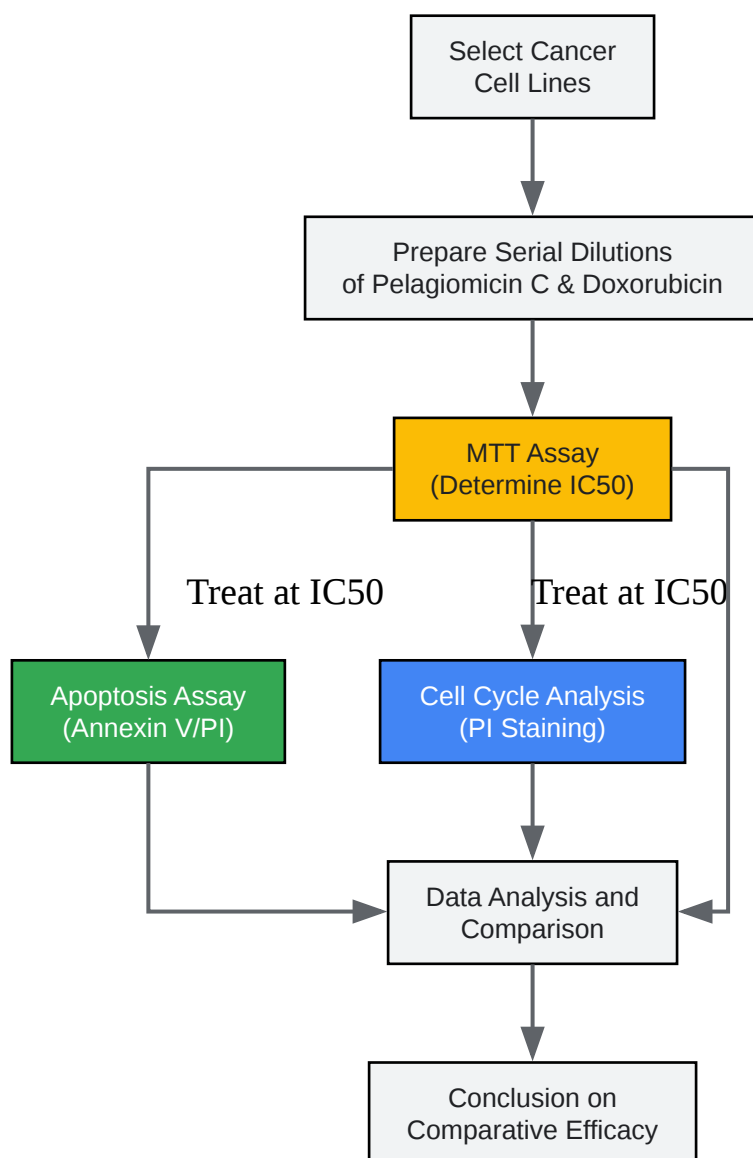 Select Cancer
Cell Lines
Prepare Serial Dilutions
of Pelagiomicin C & Doxorubicin
MTT Assay
(Determine IC50)
Treat at IC50
Treat at IC50
Apoptosis Assay
(Annexin V/PI)
Cell Cycle Analysis
(PI Staining)
Data Analysis and
Comparison
Conclusion on
Comparative Efficacy